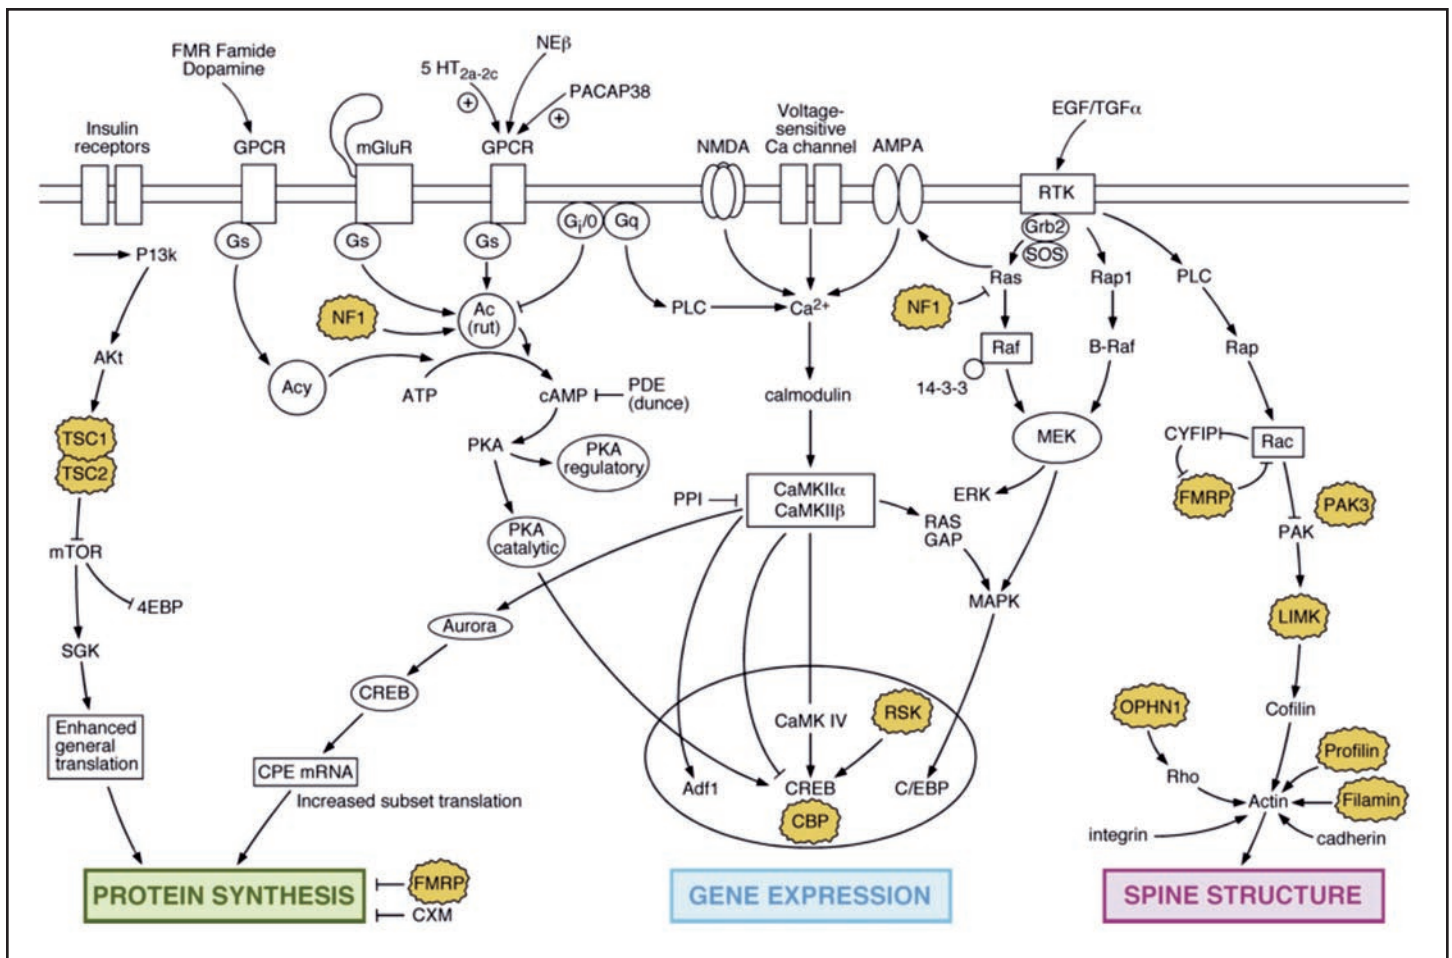 FMR Famide
Dopamine
5 HT2a-2c
+
NEβ
PACAP38
+
Insulin
receptors
GPCR
mGluR
GPCR
NMDA
Voltage-
sensitive
Ca channel
AMPA
EGF/TGFα
RTK
Gs
Gs
Gs
Gi/0
Gq
Grb2
SOS
P13k
NF1
Ac
(rut)
PLC
Ca2+
NF1
Ras
Rap1
PLC
AKt
Acy
ATP
cAMP
PDE
(dunce)
calmodulin
Raf
14-3-3
B-Raf
Rap
TSC1
TSC2
PKA
PKA
regulatory
MEK
CYFIPI
Rac
FMRP
PAK3
PAK
PPI
CaMKIIα
CaMKIIβ
ERK
RAS
GAP
mTOR
4EBP
PKA
catalytic
MAPK
LIMK
SGK
Aurora
CREB
Enhanced
general
translation
CPE mRNA
Increased subset translation
CaMK IV
RSK
Adf1
CREB
CBP
C/EBP
OPHN1
Cofilin
Profilin
Rho
Actin
Filamin
integrin
cadherin
PROTEIN SYNTHESIS
FMRP
CXM
GENE EXPRESSION
SPINE STRUCTURE